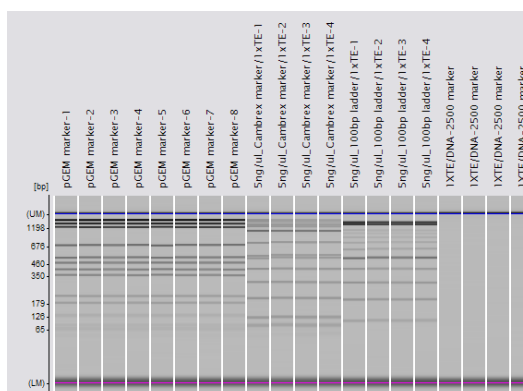 pGEM marker-1
pGEM marker-2
pGEM marker-3
pGEM marker-4
pGEM marker-5
pGEM marker-6
pGEM marker-7
pGEM marker-8
5ng/ul_Cambrex marker/1xTE-1
5ng/ul_Cambrex marker/1xTE-2
5ng/ul_Cambrex marker/1xTE-3
5ng/ul_Cambrex marker/1xTE-4
5ng/ul_100bp ladder/1xTE-1
5ng/ul_100bp ladder/1xTE-2
5ng/ul_100bp ladder/1xTE-3
5ng/ul_100bp ladder/1xTE-4
1XTE/DNA-2500 marker
1XTE/DNA-2500 marker
1XTE/DNA-2500 marker
1XTE/DNA-2500 marker
[bp]
(UM)
1198
676
460
350
179
126
65
(LM)